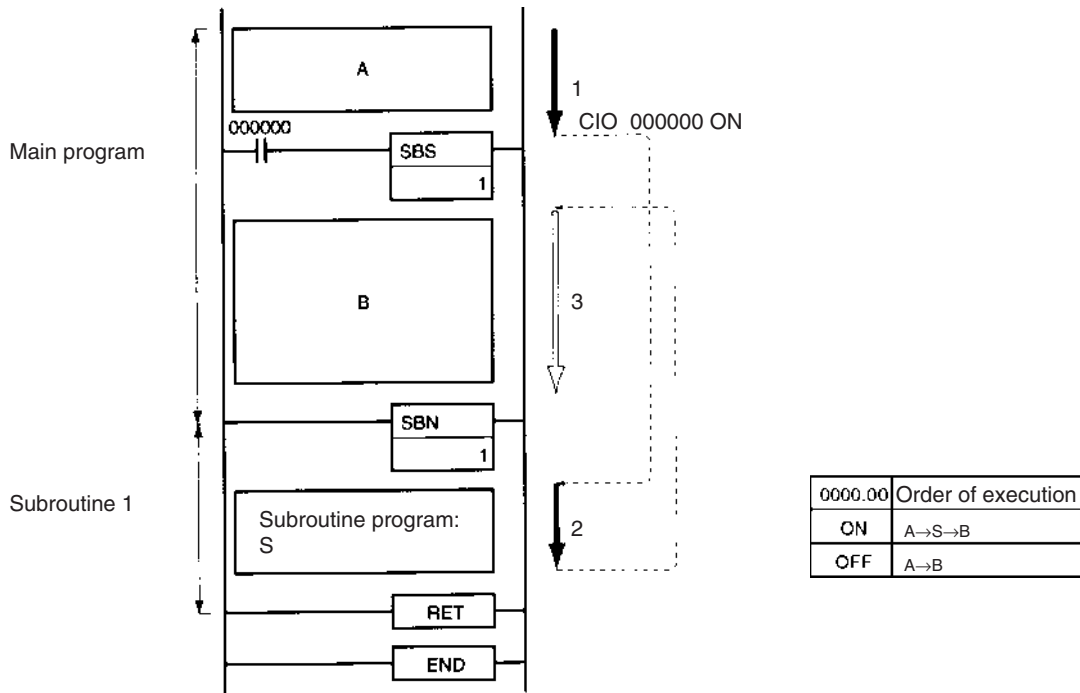 A
1
000000
CIO 000000 ON
Main program
SBS
1
B
3
SBN
1
Subroutine 1
Subroutine program:
S
2
0000.00 Order of execution
ON A→S→B
OFF A→B
RET
END